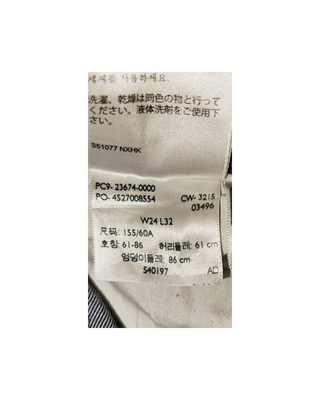 세제를 사용하세요.
洗濯、乾燥は同色の物と行って
ください。液体洗剤をご使用下
さい。
S51077 NXHK
PC9- 23674-0000
PO- 4527008554
CW- 3215
03496
W24 L32
尺码: 155/60A
호칭: 61-86 허리둘레: 61 cm
엉덩이둘레: 86 cm
S40197 AD